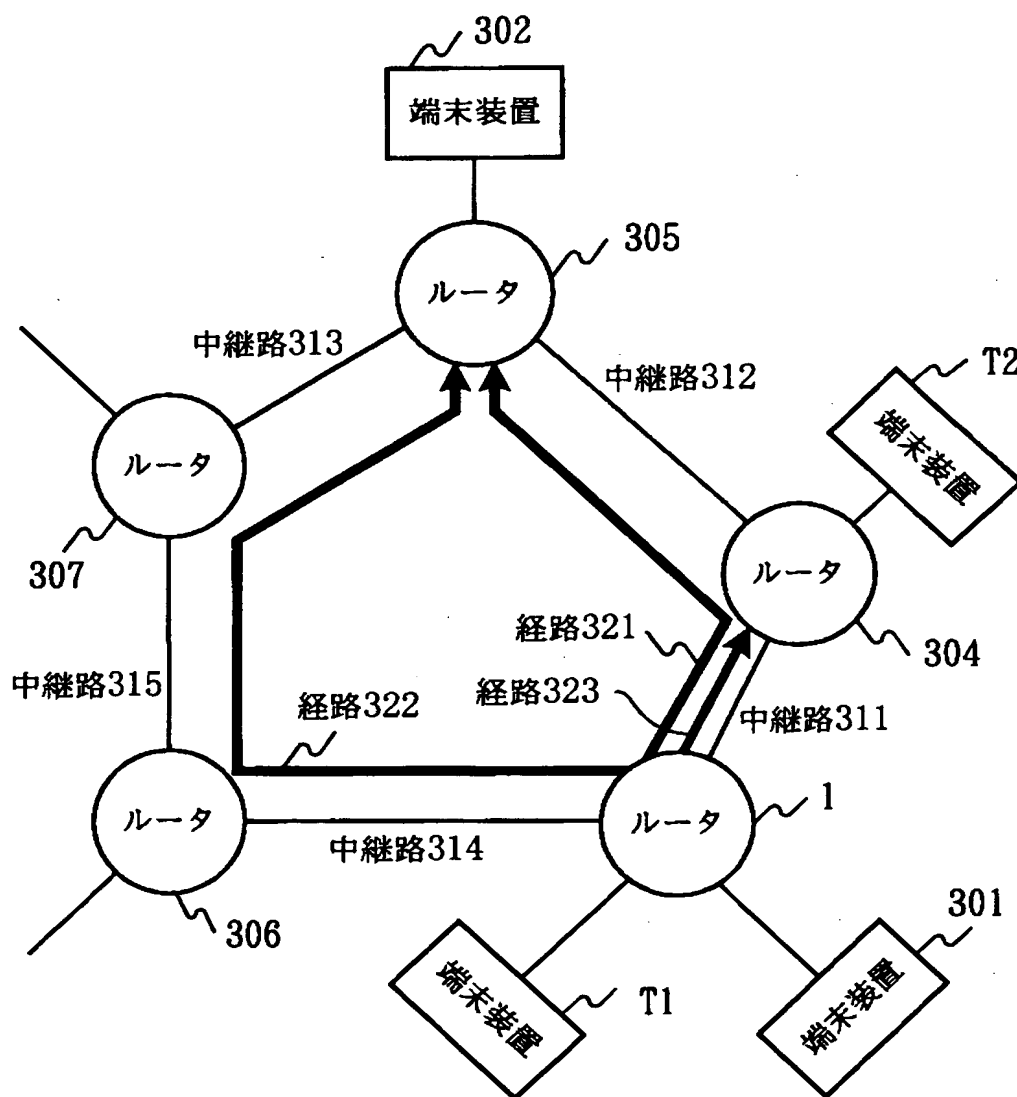 302
端末装置
305
ルータ
中継路313
中継路312
T2
端末装置
ルータ
307
ルータ
304
経路321
経路323
中継路315
経路322
中継路311
ルータ
306
中継路314
ルータ
1
301
端末装置
T1
端末装置